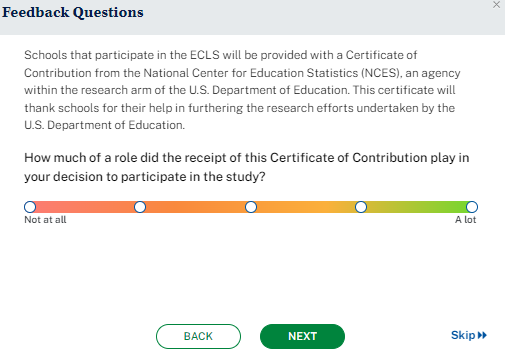 Feedback Questions
Schools that participate in the ECLS will be provided with a Certificate of
Contribution from the National Center for Education Statistics (NCES), an agency
within the research arm of the U.S. Department of Education. This certificate will
thank schools for their help in furthering the research efforts undertaken by the
U.S. Department of Education.
How much of a role did the receipt of this Certificate of Contribution play in
your decision to participate in the study?
Not at all
A lot
BACK
NEXT
Skip